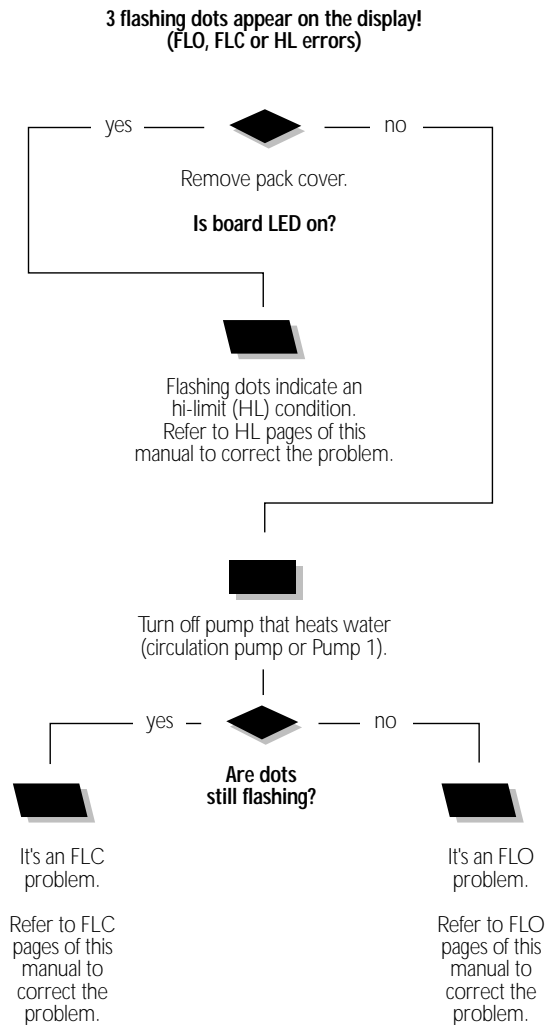 3 flashing dots appear on the display!
(FLO, FLC or HL errors)
yes
no
Remove pack cover.
Is board LED on?
Flashing dots indicate an
hi-limit (HL) condition.
Refer to HL pages of this
manual to correct the problem.
Turn off pump that heats water
(circulation pump or Pump 1).
yes
no
Are dots
still flashing?
It's an FLC
problem.
Refer to FLC
pages of this
manual to
correct the
problem.
It's an FLO
problem.
Refer to FLO
pages of this
manual to
correct the
problem.